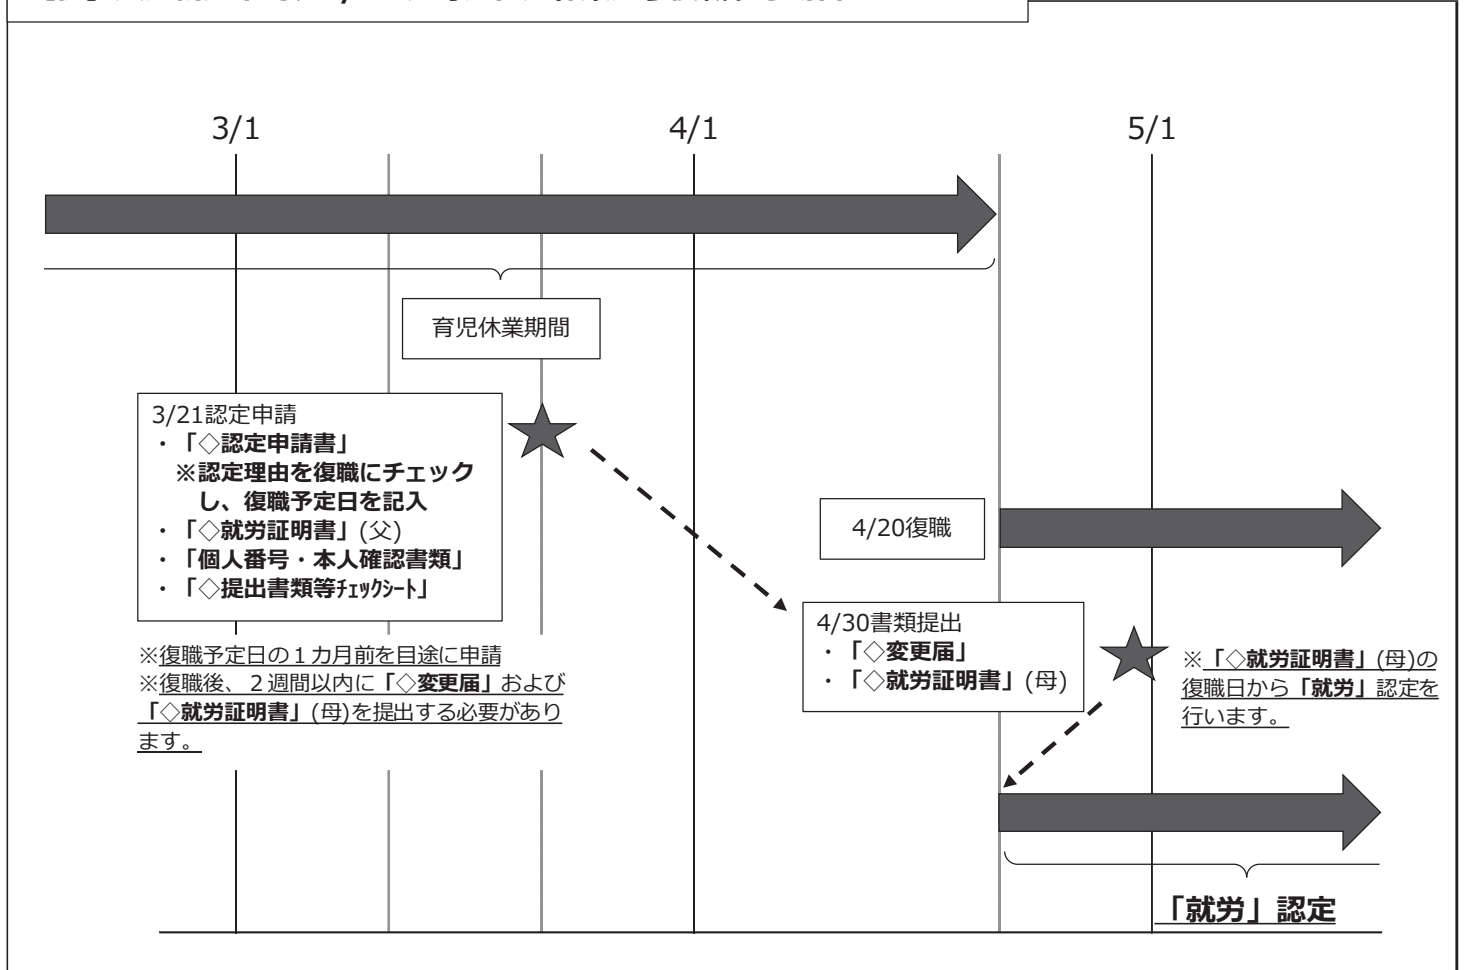 3/1
4/1
5/1
育児休業期間
3/21認定申請
・「◇認定申請書」
※認定理由を復職にチェック
し、復職予定日を記入
・「◇就労証明書」(父)
・「個人番号・本人確認書類」
・「◇提出書類等ﾁｪｯｸｼｰﾄ」
※復職予定日の１カ月前を目途に申請
※復職後、２週間以内に「◇変更届」および
「◇就労証明書」(母)を提出する必要があり
ます。
4/20復職
4/30書類提出
・「◇変更届」
・「◇就労証明書」(母)
※「◇就労証明書」(母)の
復職日から「就労」認定を
行います。
「就労」認定